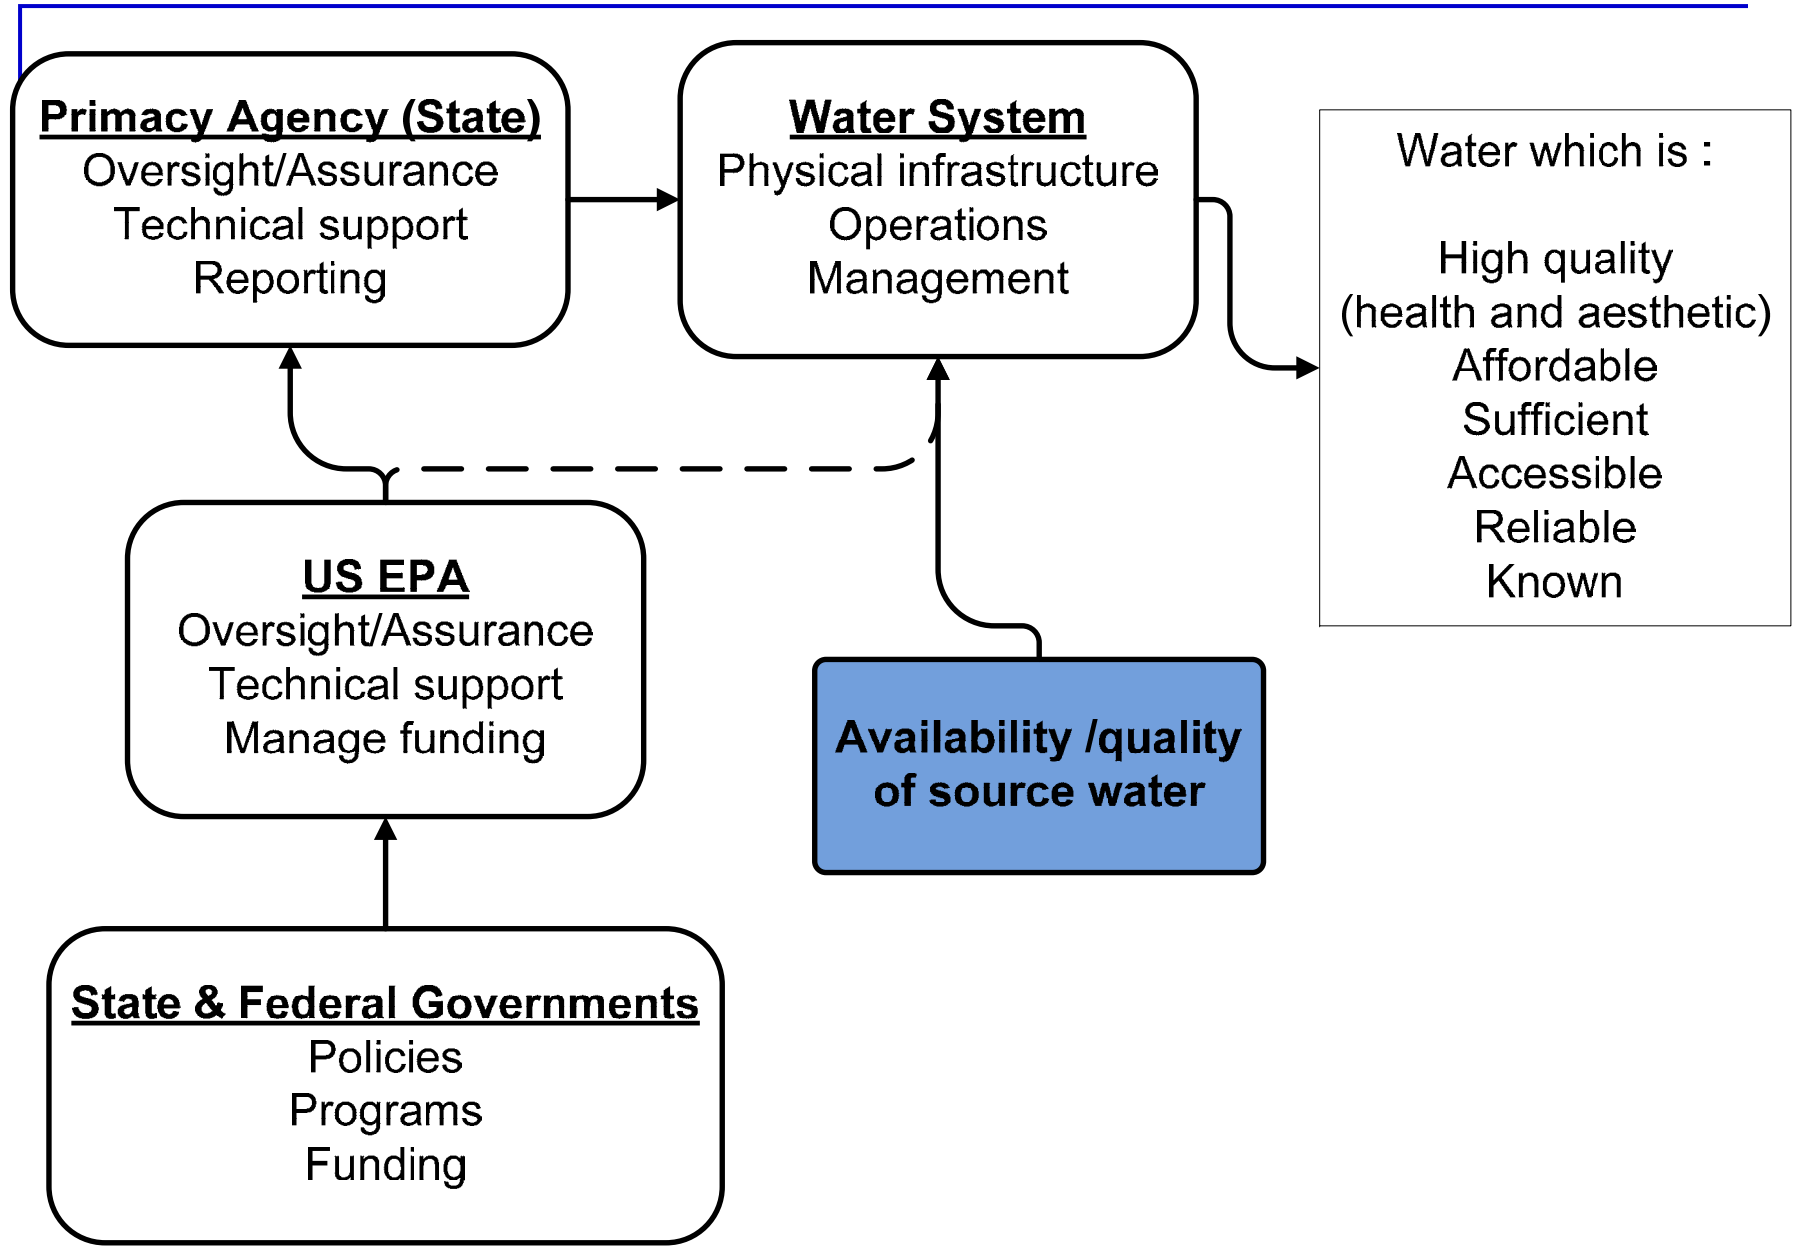 Primacy Agency (State)
Oversight/Assurance
Technical support
Reporting
Water System
Physical infrastructure
Operations
Management
Water which is :
High quality
(health and aesthetic)
Affordable
Sufficient
Accessible
Reliable
Known
US EPA
Oversight/Assurance
Technical support
Manage funding
Availability /quality
of source water
State & Federal Governments
Policies
Programs
Funding